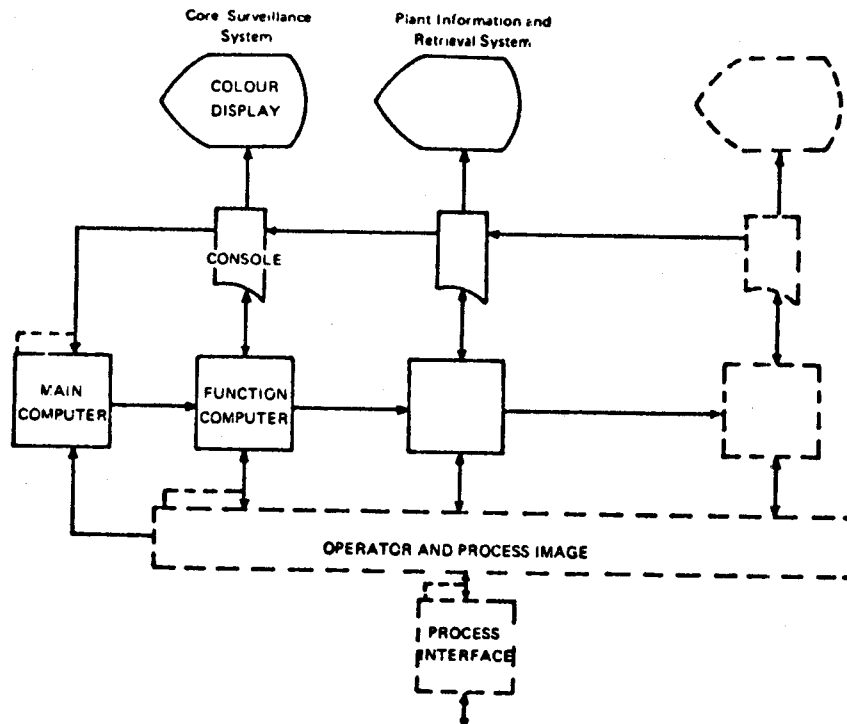 Core Surveillance
System
Plant Information and
Retrieval System
COLOUR
DISPLAY
CONSOLE
MAIN
COMPUTER
FUNCTION
COMPUTER
OPERATOR AND PROCESS IMAGE
PROCESS
INTERFACE